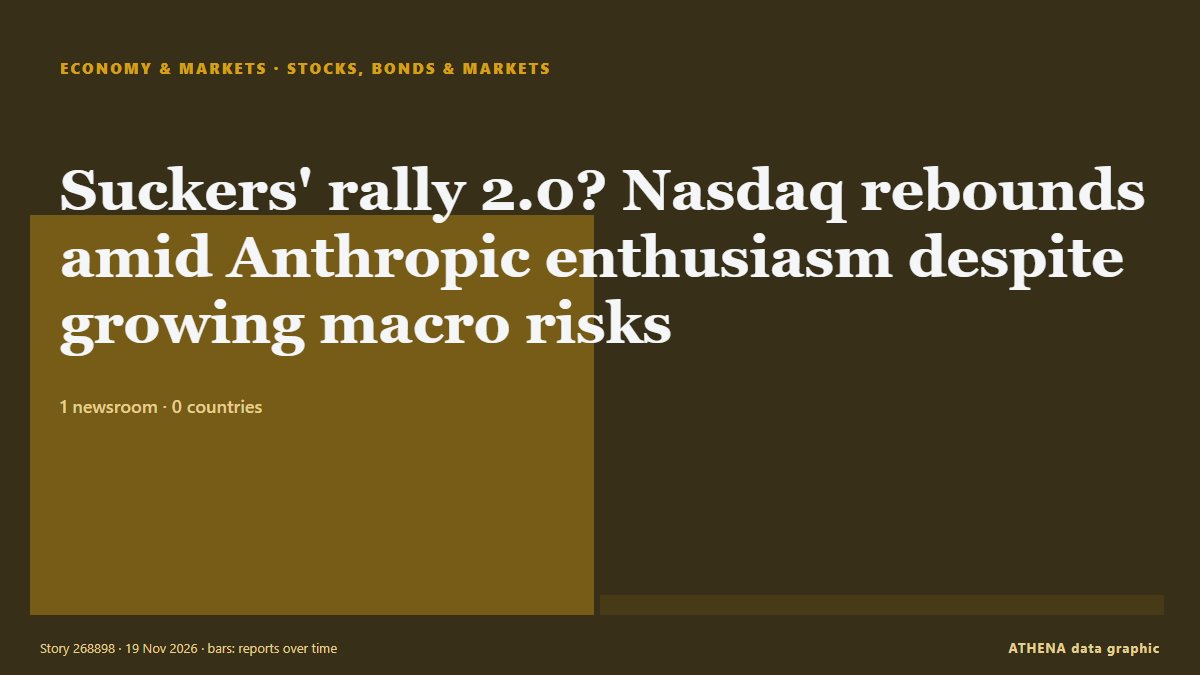 ECONOMY & MARKETS · STOCKS, BONDS & MARKETS
Suckers' rally 2.0? Nasdaq rebounds
amid Anthropic enthusiasm despite
growing macro risks
1 newsroom · 0 countries
Story 268898 · 19 Nov 2026 · bars: reports over time
ATHENA data graphic